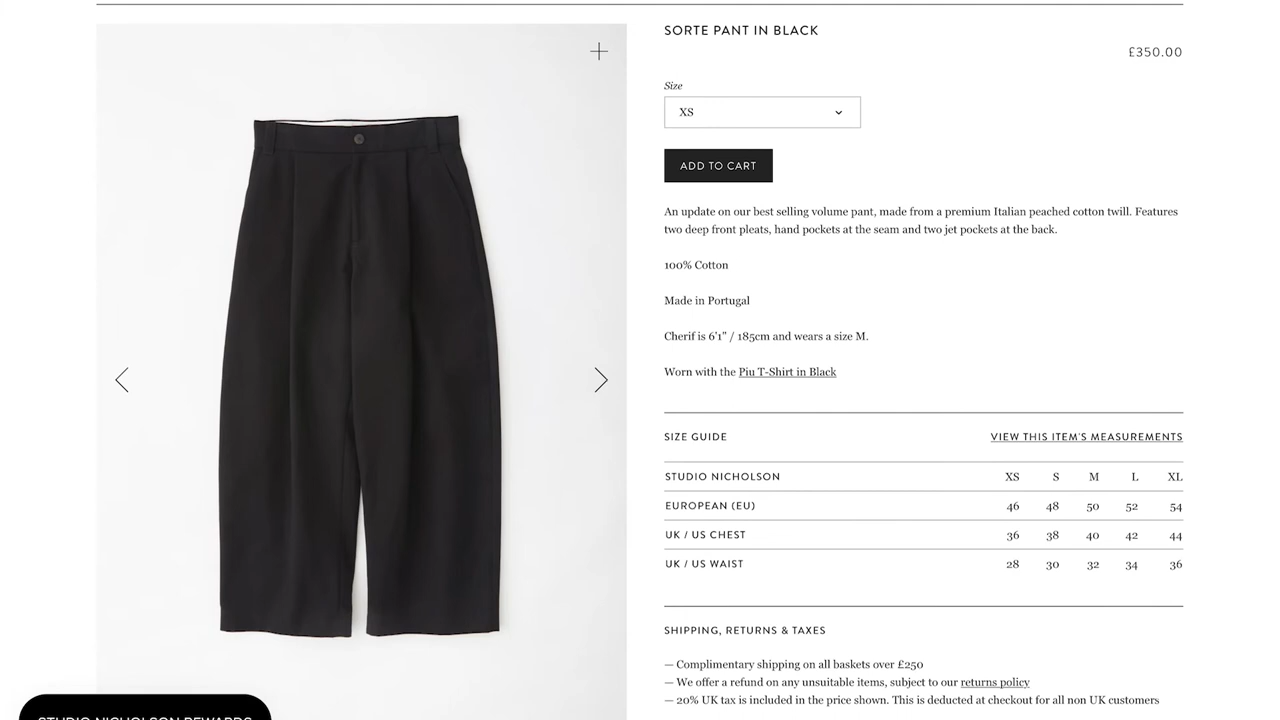 SORTE PANT IN BLACK
£350.00
Size
XS
ADD TO CART
An update on our best selling volume pant, made from a premium Italian peached cotton twill. Features
two deep front pleats, hand pockets at the seam and two jet pockets at the back.
100% Cotton
Made in Portugal
Cherif is 6'1" / 185cm and wears a size M.
Worn with the Piu T-Shirt in Black
SIZE GUIDE VIEW THIS ITEM'S MEASUREMENTS
STUDIO NICHOLSON XS S M L XL
EUROPEAN (EU) 46 48 50 52 54
UK / US CHEST 36 38 40 42 44
UK / US WAIST 28 30 32 34 36
SHIPPING, RETURNS & TAXES
— Complimentary shipping on all baskets over £250
— We offer a refund on any unsuitable items, subject to our returns policy
— 20% UK tax is included in the price shown. This is deducted at checkout for all non UK customers
STUDIO NICHOLSON REWARDS